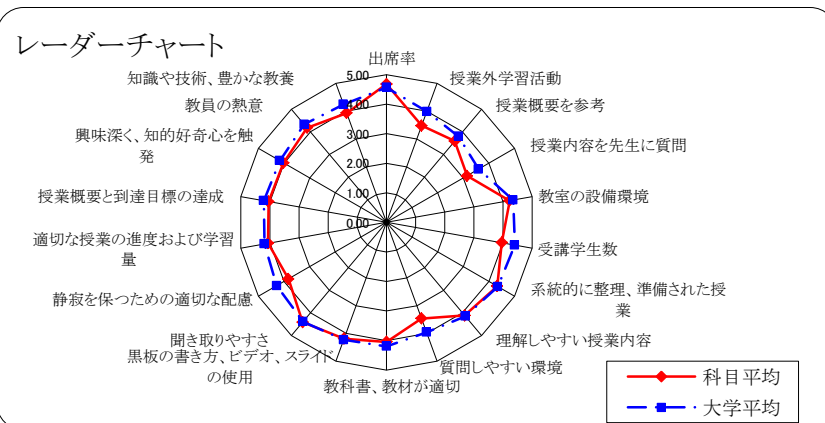 レーダーチャート
出席率
授業外学習活動
授業概要を参考
授業内容を先生に質問
教室の設備環境
受講学生数
系統的に整理、準備された授
業
理解しやすい授業内容
質問しやすい環境
教科書、教材が適切
黒板の書き方、ビデオ、スライド
の使用
聞き取りやすさ
静寂を保つための適切な配慮
適切な授業の進度および学習
量
授業概要と到達目標の達成
興味深く、知的好奇心を触
発
教員の熱意
知識や技術、豊かな教養
5.00
4.00
3.00
2.00
1.00
0.00
科目平均
大学平均